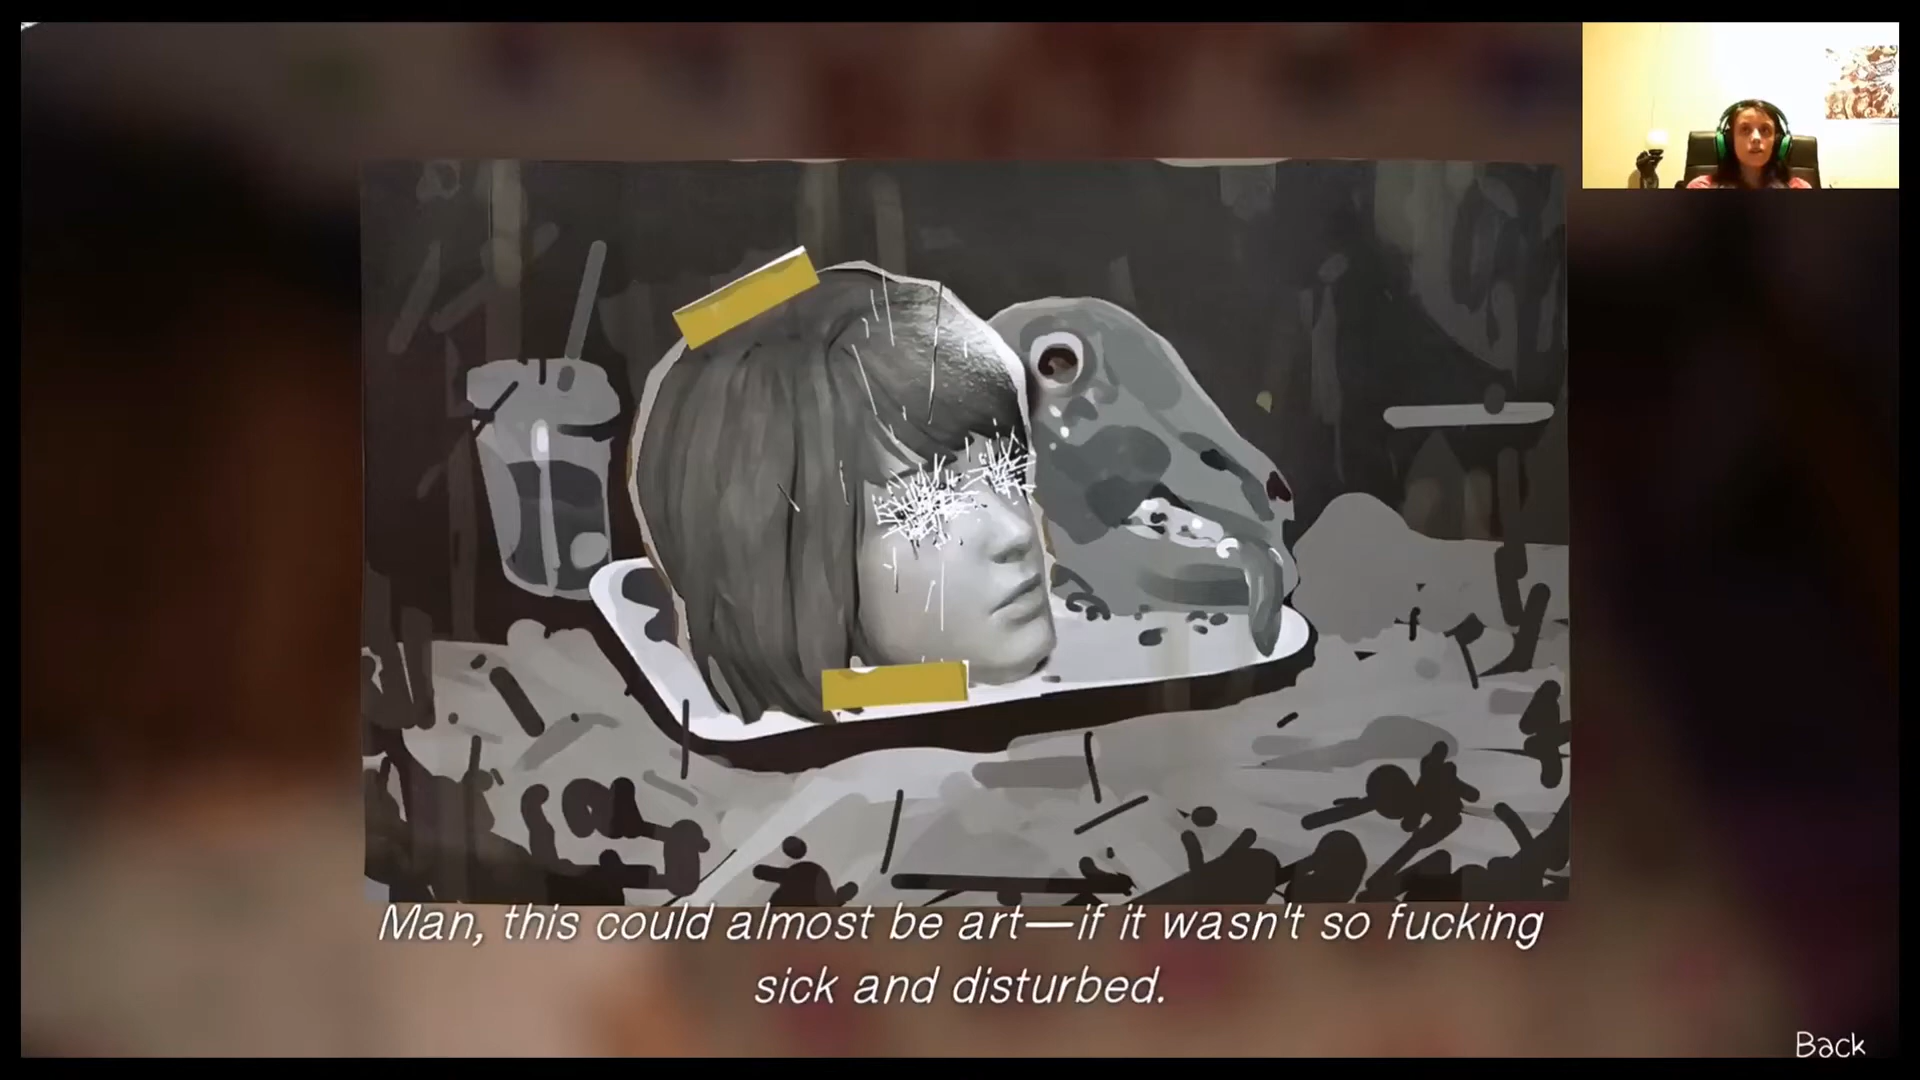 Man, this could almost be art—if it wasn't so fucking
sick and disturbed.
Back